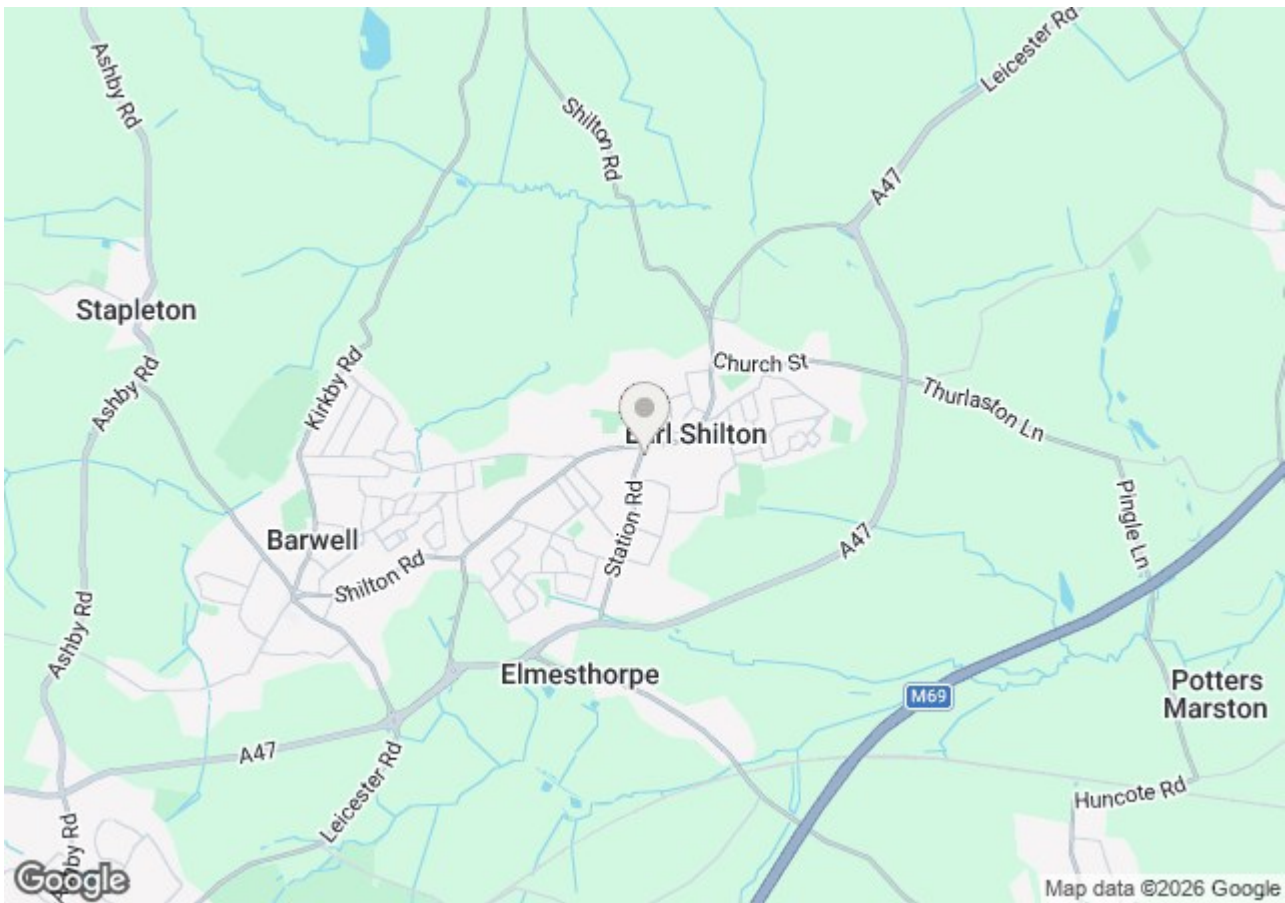 Ashby Rd
Leicester Rd
Shilton Rd
A47
Stapleton
Church St
Kirkby Rd
Ashby Rd
Thurlaston Ln
Earl Shilton
Station Rd
Pingle Ln
Barwell
A47
Shilton Rd
Ashby Rd
Elmesthorpe
M69
Potters
Marston
A47
Leicester Rd
Huncote Rd
Ashby Rd
Google
Map data ©2026 Google